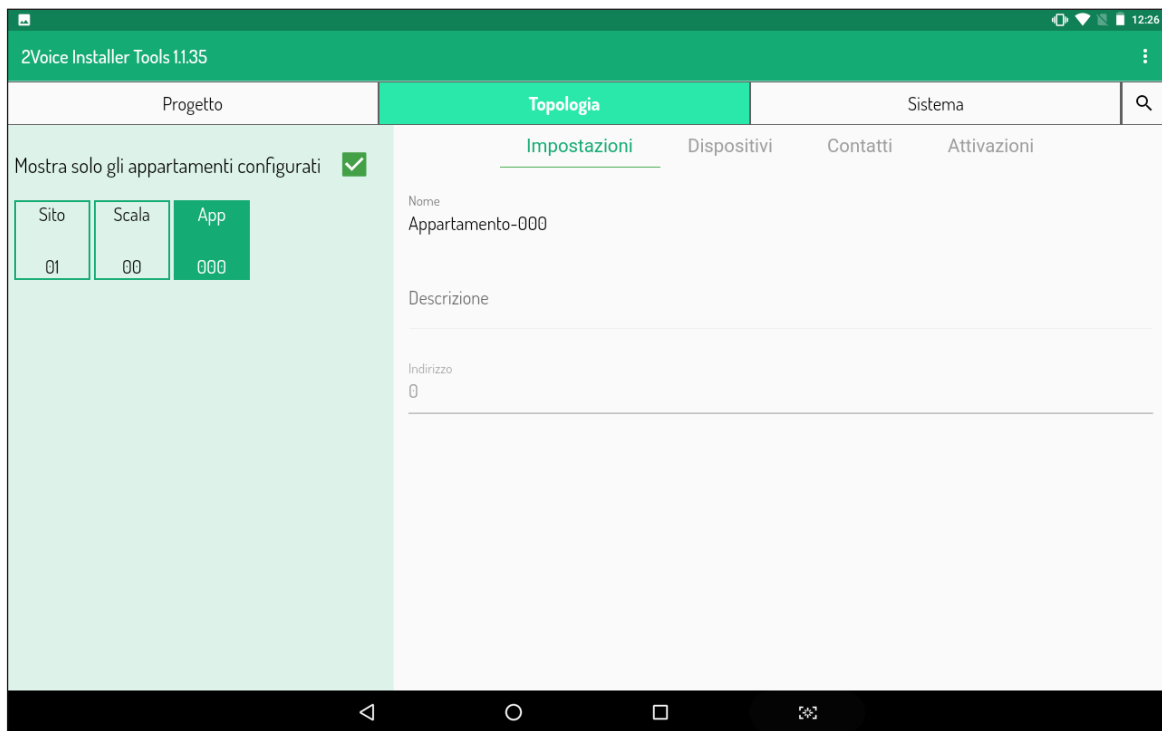 12:26
2Voice Installer Tools 1.1.35
Progetto
Topologia
Sistema
Mostra solo gli appartamenti configurati
Sito
Scala
App
01
00
000
Impostazioni
Dispositivi
Contatti
Attivazioni
Nome
Appartamento-000
Descrizione
Indirizzo
0